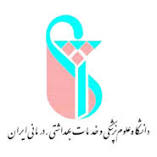 دانشگاه علوم پزشکی و خدمات بهداشتی درمانی ایران